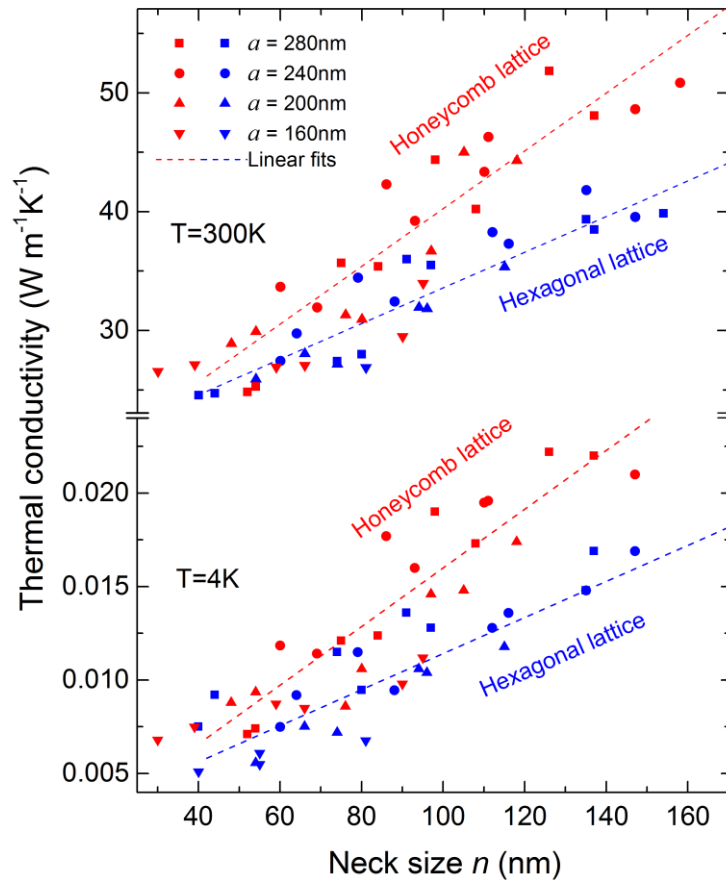 Thermal conductivity (W m⁻¹K⁻¹)
a = 280nm
a = 240nm
a = 200nm
a = 160nm
Linear fits
Honeycomb lattice
T=300K
Hexagonal lattice
50
40
30
Honeycomb lattice
T=4K
Hexagonal lattice
0.020
0.015
0.010
0.005
40 60 80 100 120 140 160
Neck size n (nm)